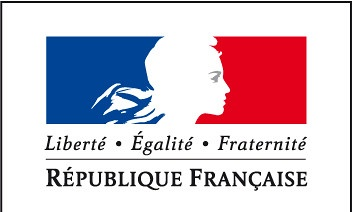 Liberté • Égalité • Fraternité
RÉPUBLIQUE FRANÇAISE